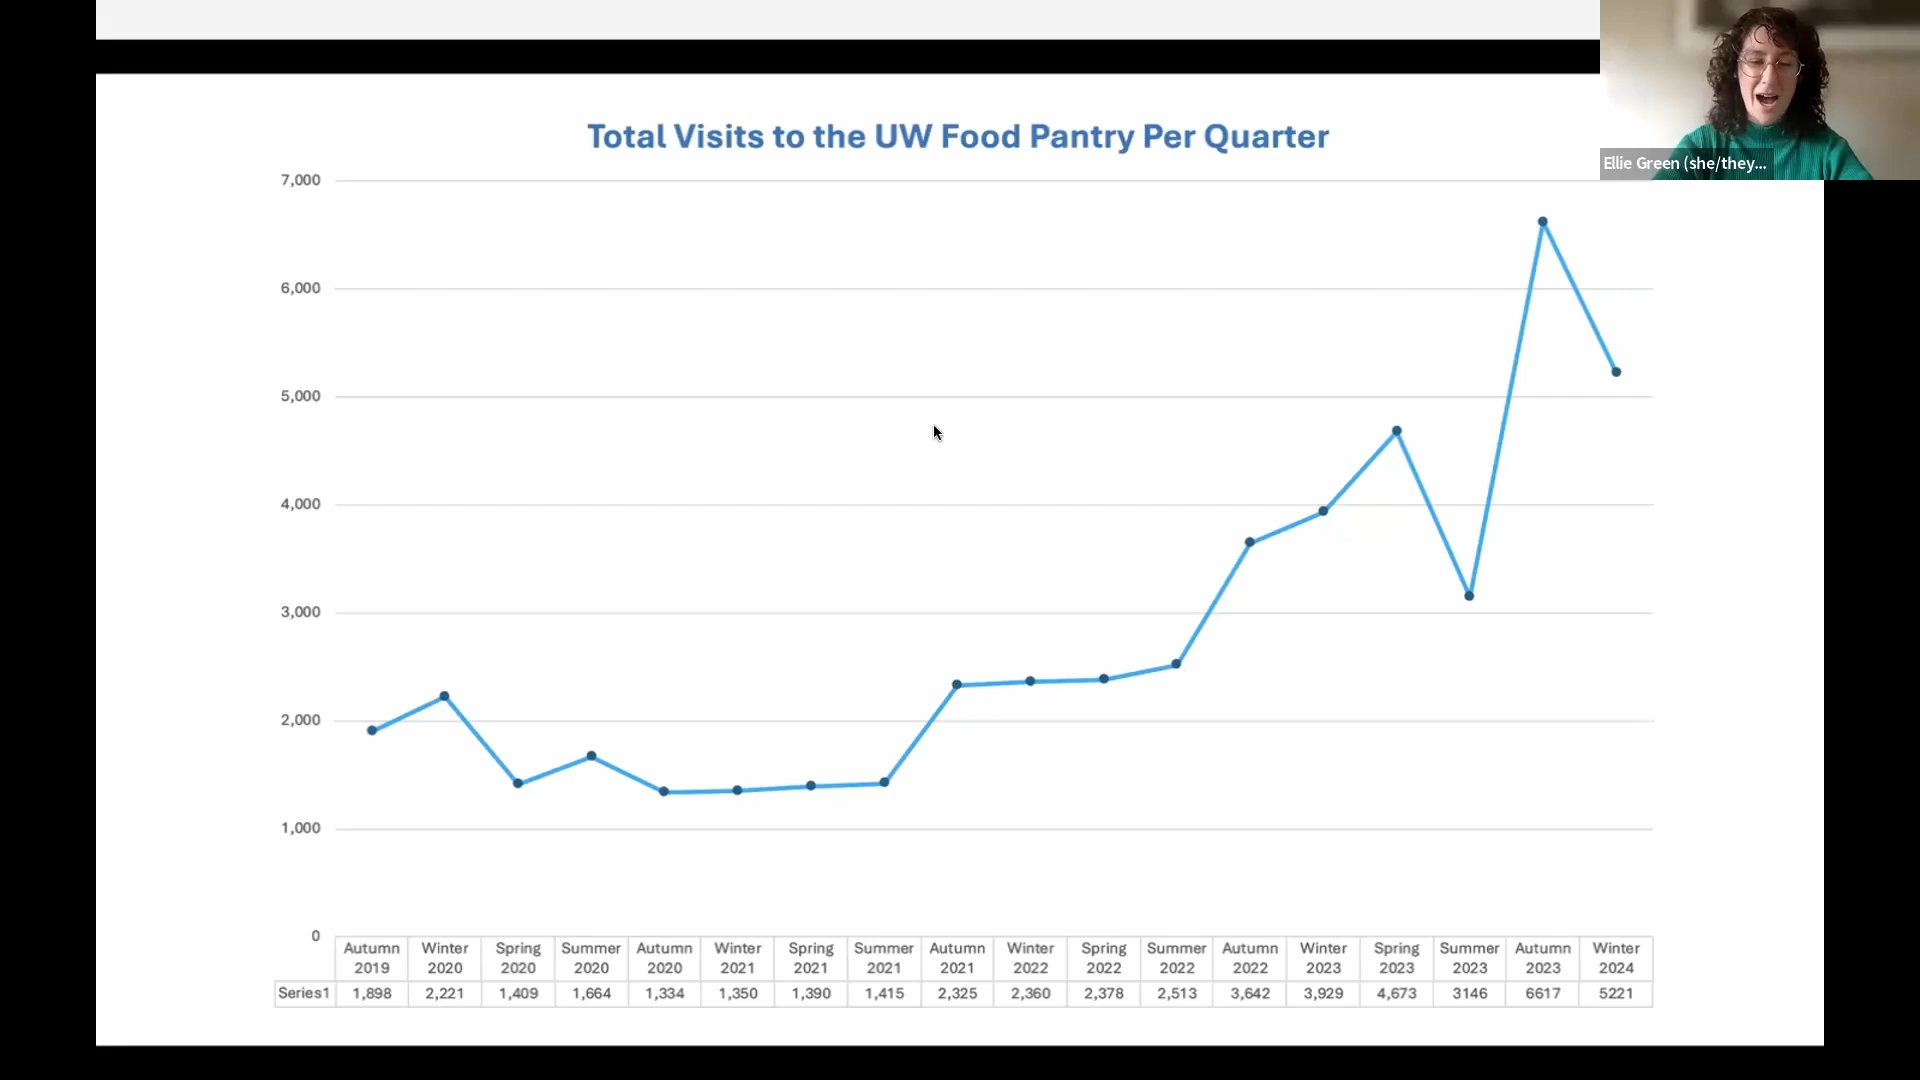 Total Visits to the UW Food Pantry Per Quarter
Ellie Green (she/they...
7,000
6,000
5,000
4,000
3,000
2,000
1,000
0
Autumn 2019 Winter 2020 Spring 2020 Summer 2020 Autumn 2020 Winter 2021 Spring 2021 Summer 2021 Autumn 2021 Winter 2022 Spring 2022 Summer 2022 Autumn 2022 Winter 2023 Spring 2023 Summer 2023 Autumn 2023 Winter 2024
Series1 1,898 2,221 1,409 1,664 1,334 1,350 1,390 1,415 2,325 2,360 2,378 2,513 3,642 3,929 4,673 3146 6617 5221